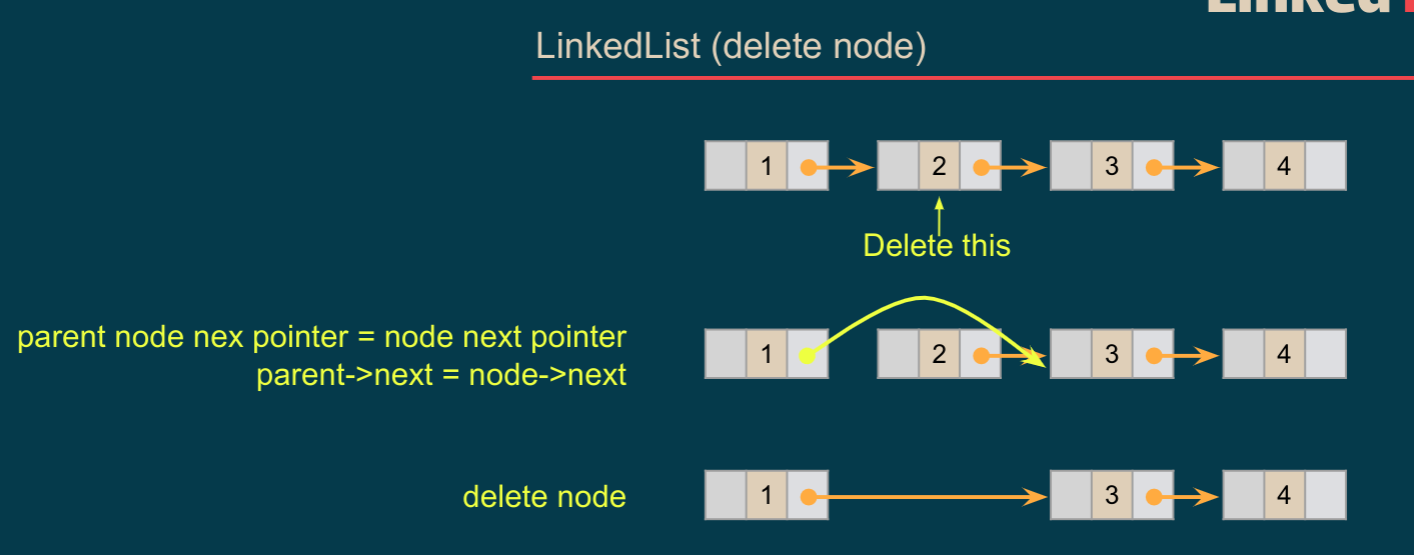 LinkedList (delete node)
1 2 3 4
Delete this
parent node nex pointer = node next pointer
parent->next = node->next
1 2 3 4
delete node
1 3 4